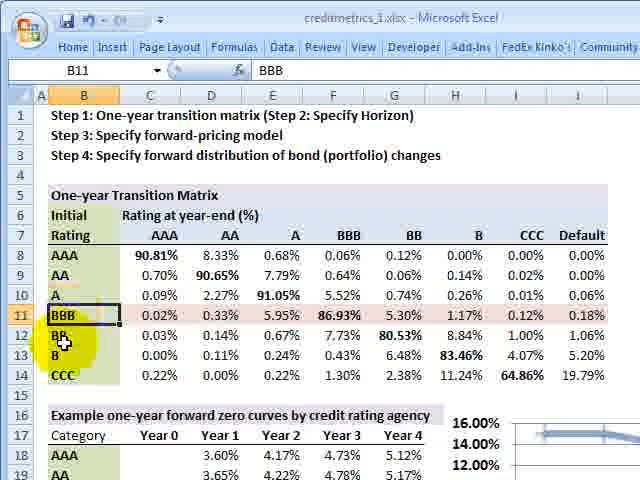 creditmetrics_1.xlsx - Microsoft Excel
Home Insert Page Layout Formulas Data Review View Developer Add-Ins FedEx Kinko's Community
B11 fx BBB
A B C D E F G H I J
1 Step 1: One-year transition matrix (Step 2: Specify Horizon)
2 Step 3: Specify forward-pricing model
3 Step 4: Specify forward distribution of bond (portfolio) changes
4
5 One-year Transition Matrix
6 Initial Rating at year-end (%)
7 Rating AAA AA A BBB BB B CCC Default
8 AAA 90.81% 8.33% 0.68% 0.06% 0.12% 0.00% 0.00% 0.00%
9 AA 0.70% 90.65% 7.79% 0.64% 0.06% 0.14% 0.02% 0.00%
10 A 0.09% 2.27% 91.05% 5.52% 0.74% 0.26% 0.01% 0.06%
11 BBB 0.02% 0.33% 5.95% 86.93% 5.30% 1.17% 0.12% 0.18%
12 BB 0.03% 0.14% 0.67% 7.73% 80.53% 8.84% 1.00% 1.06%
13 B 0.00% 0.11% 0.24% 0.43% 6.48% 83.46% 4.07% 5.20%
14 CCC 0.22% 0.00% 0.22% 1.30% 2.38% 11.24% 64.86% 19.79%
15
16 Example one-year forward zero curves by credit rating agency 16.00%
17 Category Year 0 Year 1 Year 2 Year 3 Year 4 14.00%
18 AAA 3.60% 4.17% 4.73% 5.12% 12.00%
19 AA 3.65% 4.22% 4.78% 5.17%